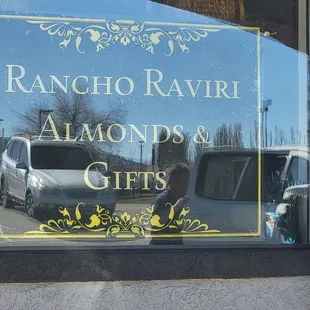 RANCHO RAVIRI
ALMONDS &
GIFTS